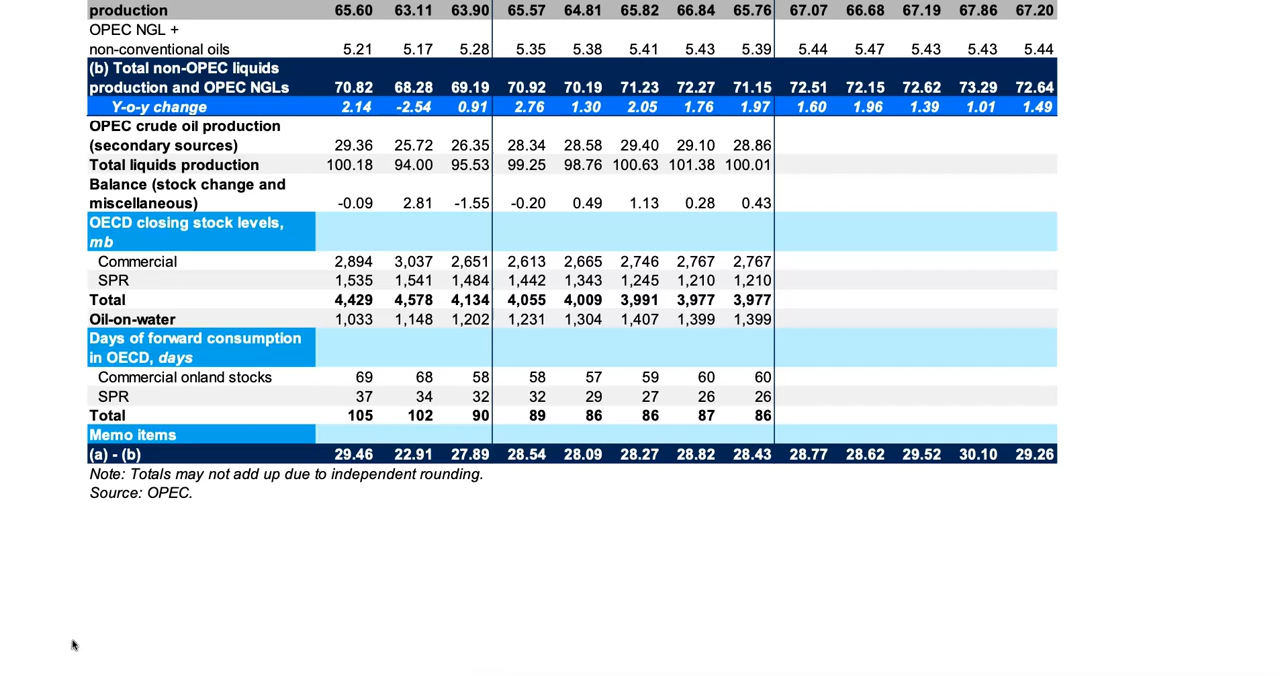 production 65.60 63.11 63.90 65.57 64.81 65.82 66.84 65.76 67.07 66.68 67.19 67.86 67.20
OPEC NGL +
non-conventional oils 5.21 5.17 5.28 5.35 5.38 5.41 5.43 5.39 5.44 5.47 5.43 5.43 5.44
(b) Total non-OPEC liquids
production and OPEC NGLs 70.82 68.28 69.19 70.92 70.19 71.23 72.27 71.15 72.51 72.15 72.62 73.29 72.64
Y-o-y change 2.14 -2.54 0.91 2.76 1.30 2.05 1.76 1.97 1.60 1.96 1.39 1.01 1.49
OPEC crude oil production
(secondary sources) 29.36 25.72 26.35 28.34 28.58 29.40 29.10 28.86
Total liquids production 100.18 94.00 95.53 99.25 98.76 100.63 101.38 100.01
Balance (stock change and
miscellaneous) -0.09 2.81 -1.55 -0.20 0.49 1.13 0.28 0.43
OECD closing stock levels,
mb
Commercial 2,894 3,037 2,651 2,613 2,665 2,746 2,767 2,767
SPR 1,535 1,541 1,484 1,442 1,343 1,245 1,210 1,210
Total 4,429 4,578 4,134 4,055 4,009 3,991 3,977 3,977
Oil-on-water 1,033 1,148 1,202 1,231 1,304 1,407 1,399 1,399
Days of forward consumption
in OECD, days
Commercial onland stocks 69 68 58 58 57 59 60 60
SPR 37 34 32 32 29 27 26 26
Total 105 102 90 89 86 86 87 86
Memo items
(a) - (b) 29.46 22.91 27.89 28.54 28.09 28.27 28.82 28.43 28.77 28.62 29.52 30.10 29.26
Note: Totals may not add up due to independent rounding.
Source: OPEC.